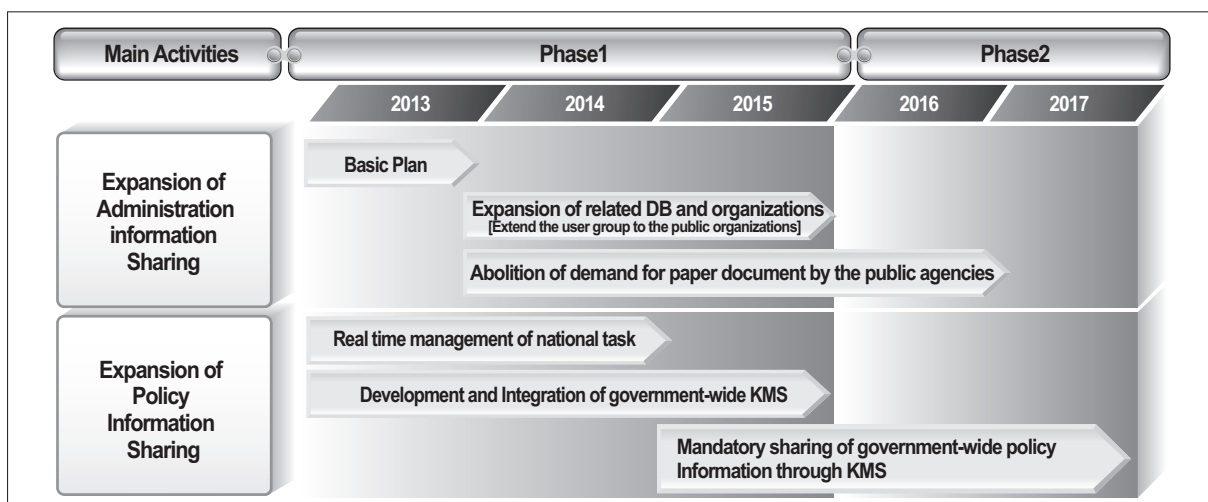 Main Activities
Phase1
Phase2
2013
2014
2015
2016
2017
Expansion of
Administration
information
Sharing
Basic Plan
Expansion of related DB and organizations
[Extend the user group to the public organizations]
Abolition of demand for paper document by the public agencies
Expansion of
Policy
Information
Sharing
Real time management of national task
Development and Integration of government-wide KMS
Mandatory sharing of government-wide policy
Information through KMS